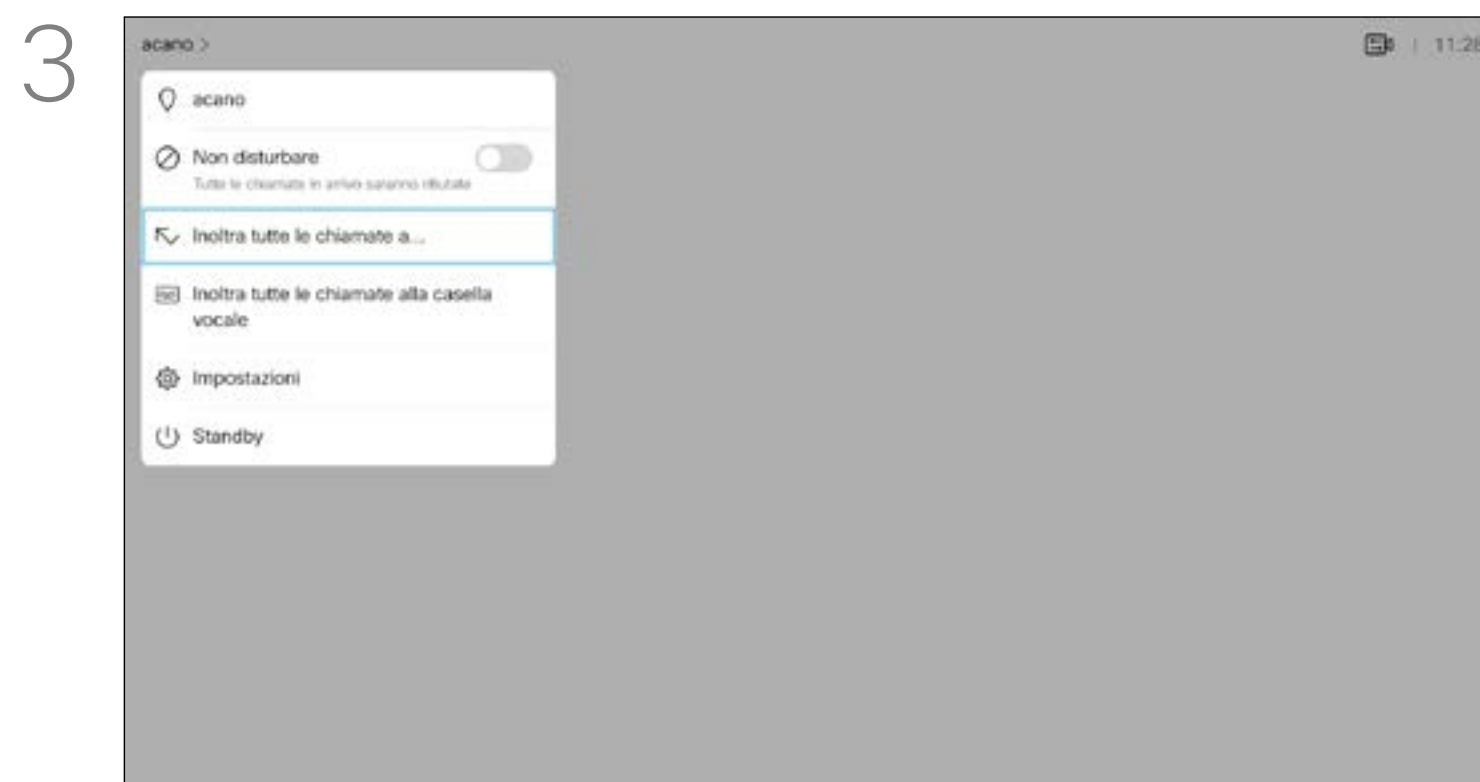 3
acano >
11:28
acano
Non disturbare
Tutte le chiamate in arrivo saranno rifiutate
Inoltra tutte le chiamate a...
Inoltra tutte le chiamate alla casella
vocale
Impostazioni
Standby